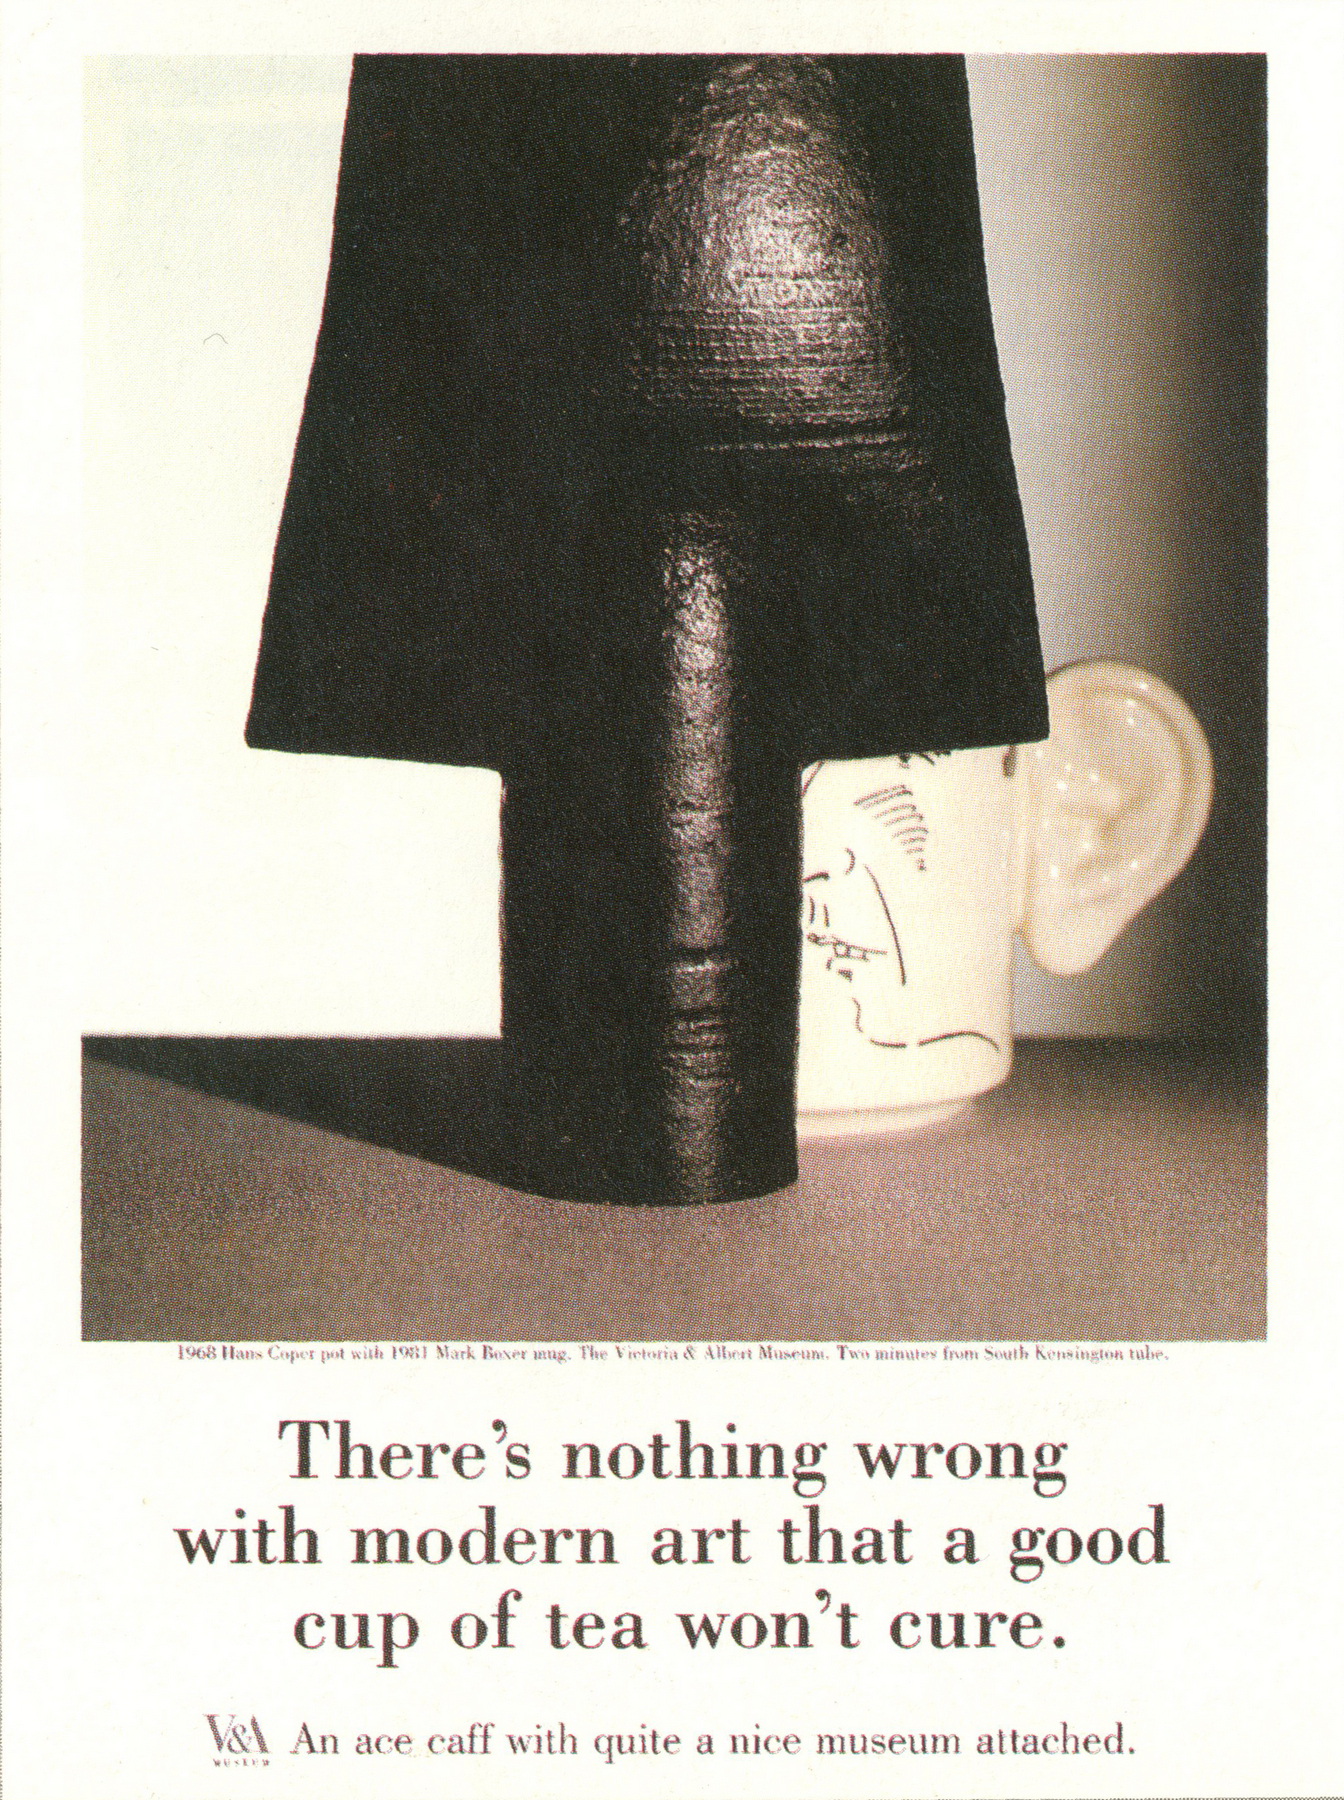 1968 Hans Coper pot with 1981 Mark Boxer mug. The Victoria & Albert Museum. Two minutes from South Kensington tube.
There's nothing wrong
with modern art that a good
cup of tea won't cure.
V&A MUSEUM An ace caff with quite a nice museum attached.